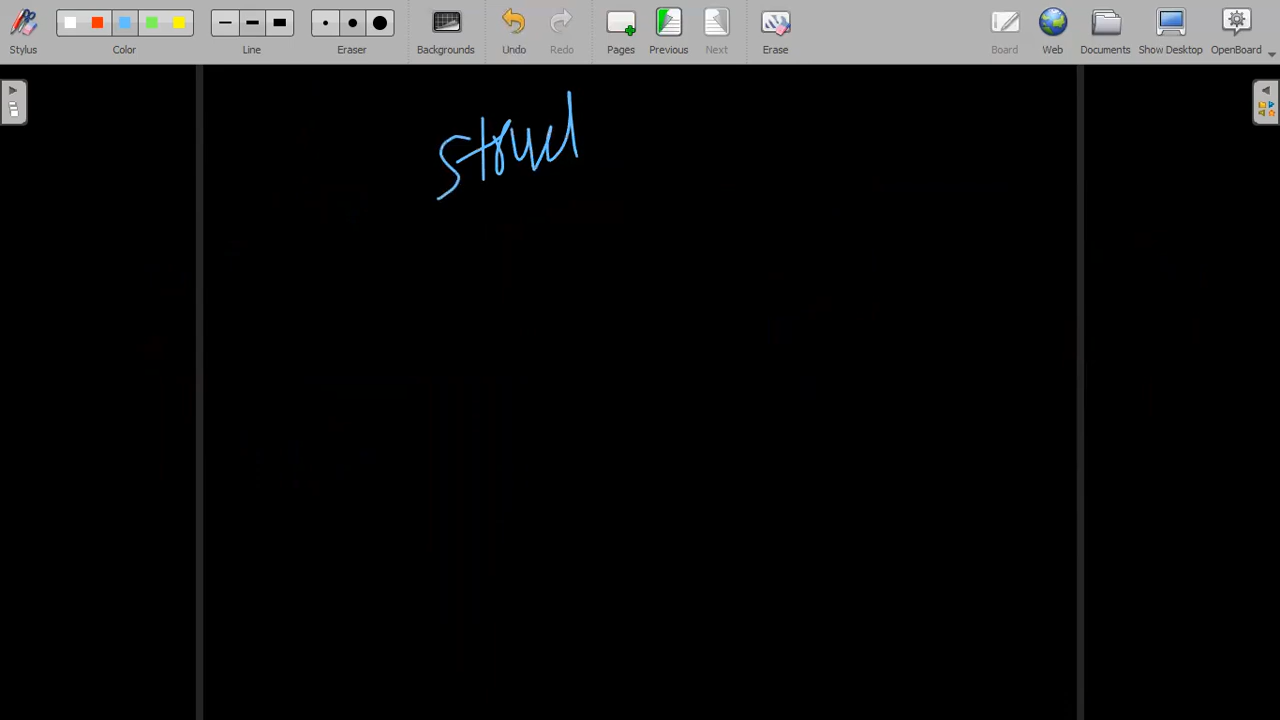 Stylus
Color
Line
Eraser
Backgrounds
Undo
Redo
Pages
Previous
Next
Erase
Board
Web
Documents
Show Desktop
OpenBoard
struct